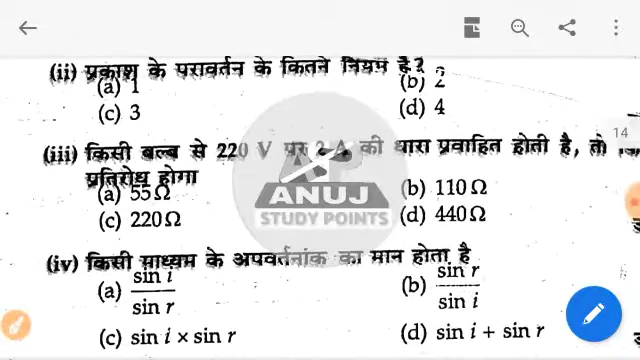 (ii) प्रकाश के परावर्तन के कितने नियम है?
(a) 1 (b) 2
(c) 3 (d) 4
14
(iii) किसी बल्ब से 220 V पर 2 A की धारा प्रवाहित होती है, तो
प्रतिरोध होगा
(a) 55Ω (b) 110Ω
(c) 220Ω (d) 440Ω
ANUJ
STUDY POINTS
(iv) किसी माध्यम के अपवर्तनांक का मान होता है
(a) sin i / sin r (b) sin r / sin i
(c) sin i × sin r (d) sin i + sin r